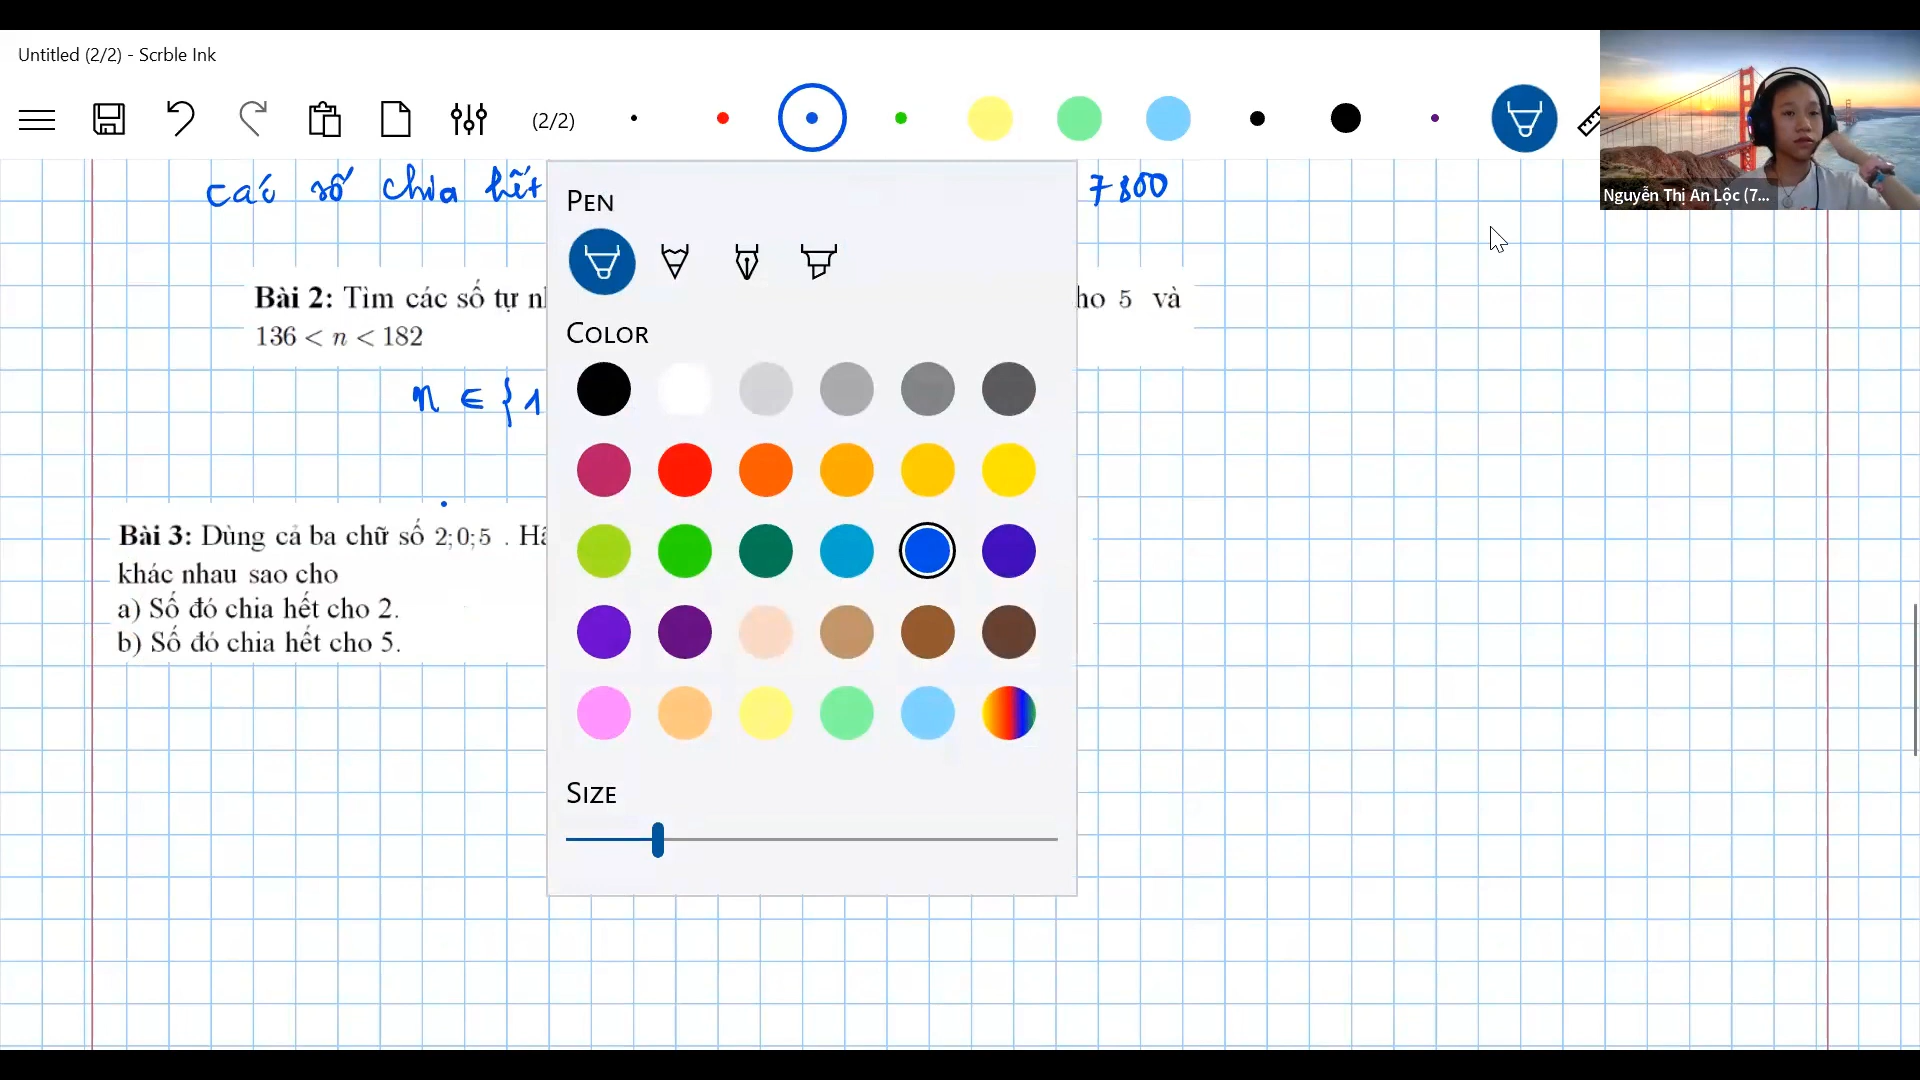 Untitled (2/2) - Scrble Ink
(2/2)
Nguyễn Thị An Lộc (7...
các số chia hết
7800
PEN
Bài 2: Tìm các số tự
ho 5 và
136 < n < 182
COLOR
n ∈ { 1
Bài 3: Dùng cả ba chữ số 2;0;5 . Hã
khác nhau sao cho
a) Số đó chia hết cho 2.
b) Số đó chia hết cho 5.
SIZE